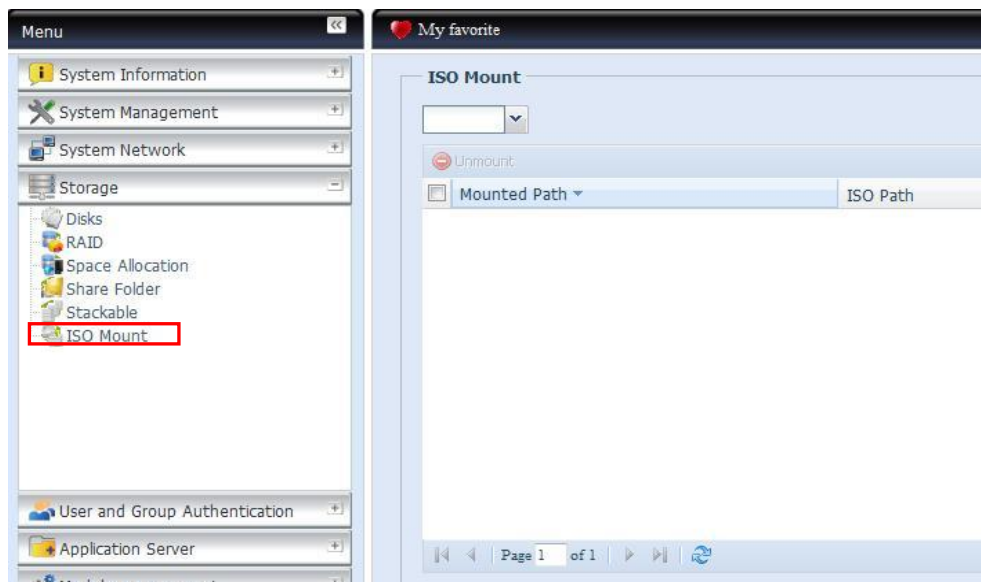 Menu
System Information
System Management
System Network
Storage
Disks
RAID
Space Allocation
Share Folder
Stackable
ISO Mount
User and Group Authentication
Application Server
My favorite
ISO Mount
Unmount
Mounted Path
ISO Path
Page 1 of 1